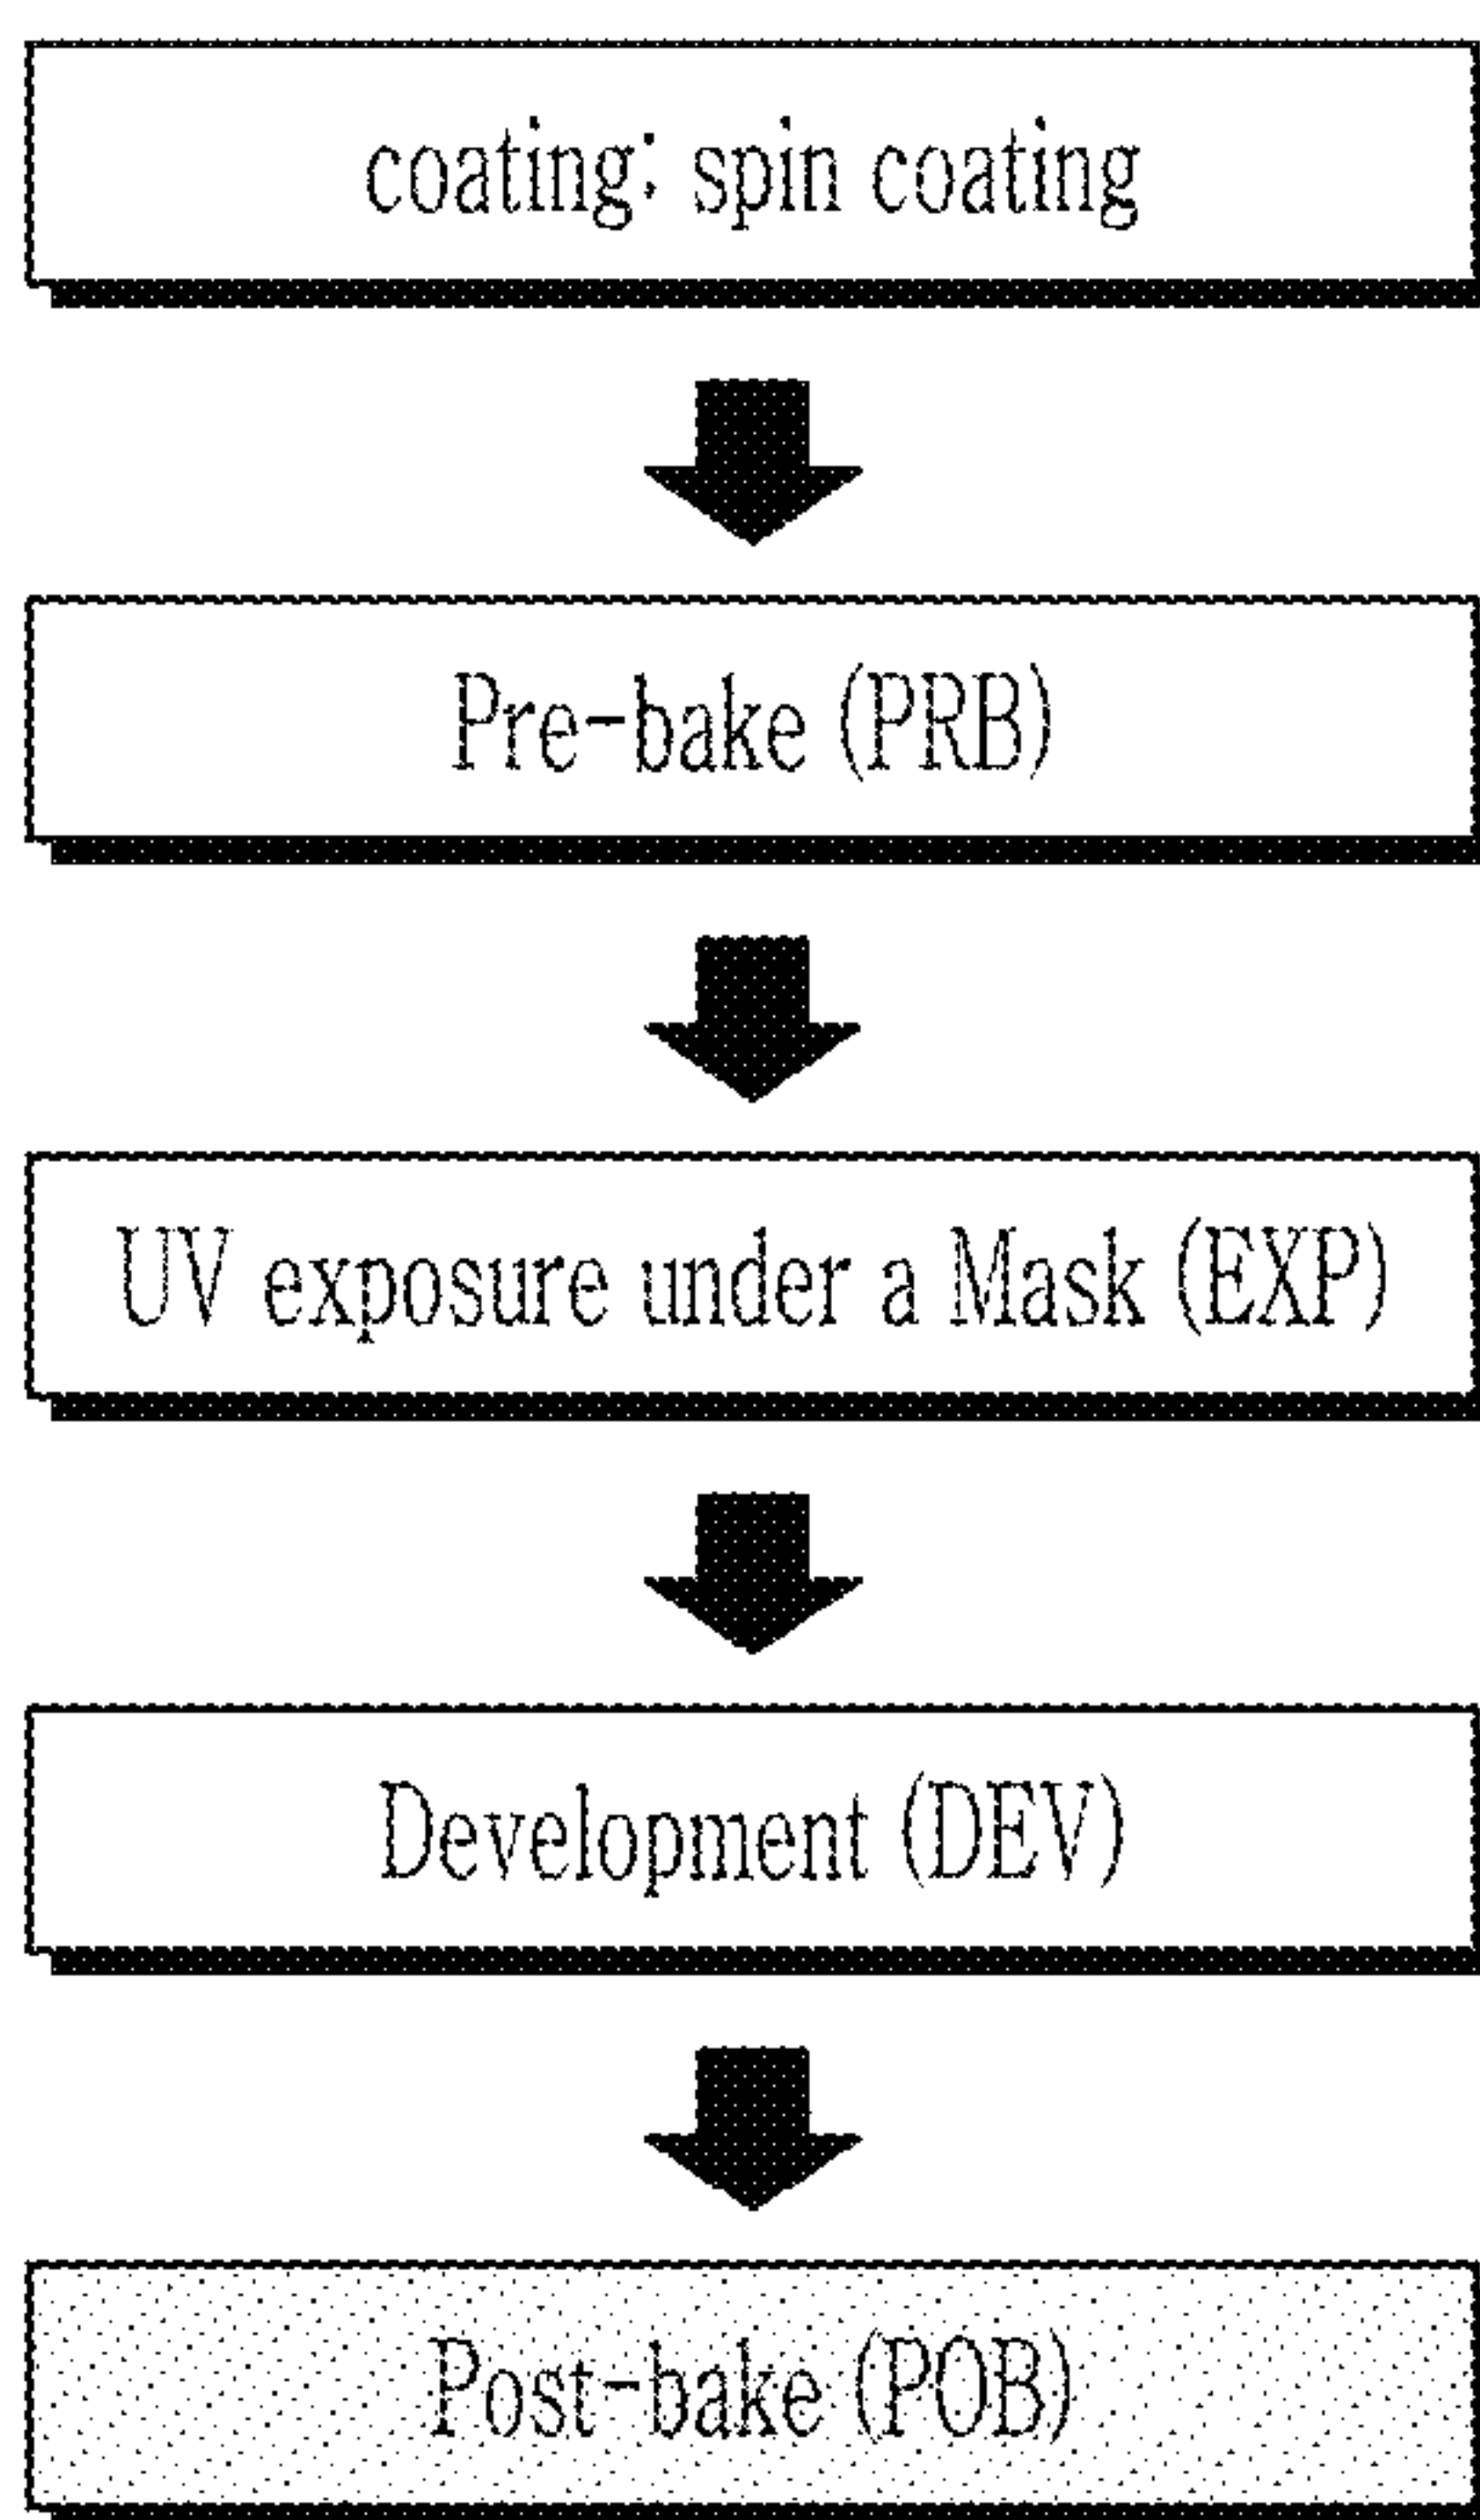 coating: spin coating
Pre-bake (PRB)
UV exposure under a Mask (EXP)
Development (DEV)
Post-bake (POB)